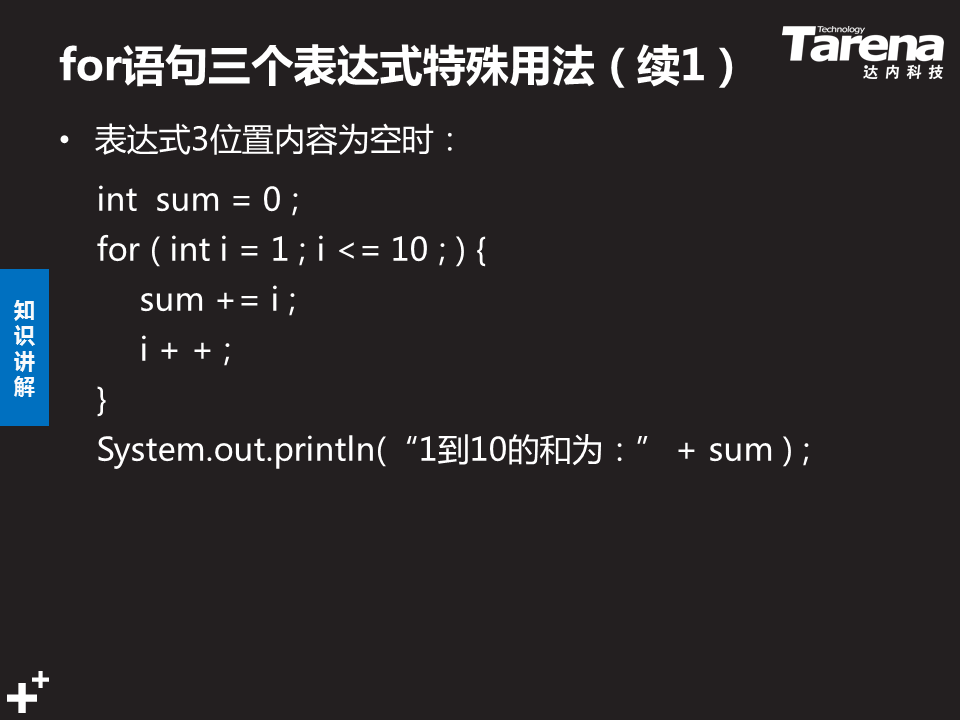 for语句三个表达式特殊用法（续1）
Technology
Tarena
达内科技
• 表达式3位置内容为空时：
int  sum = 0 ;
for ( int i = 1 ; i <= 10 ; ) {
sum += i ;
i + + ;
}
System.out.println(“1到10的和为：” + sum ) ;
知识讲解